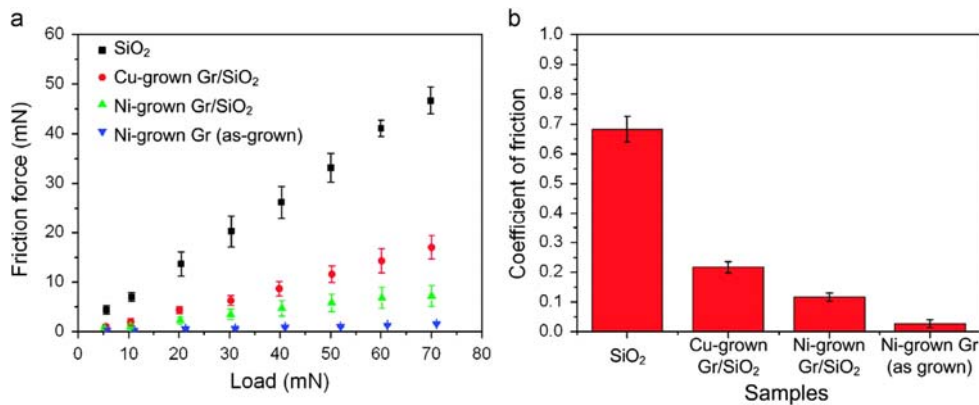 a
Friction force (mN)
60
50
40
30
20
10
0
SiO₂
Cu-grown Gr/SiO₂
Ni-grown Gr/SiO₂
Ni-grown Gr (as-grown)
0 10 20 30 40 50 60 70 80
Load (mN)
b
Coefficient of friction
1.0
0.9
0.8
0.7
0.6
0.5
0.4
0.3
0.2
0.1
0.0
SiO₂
Cu-grown
Gr/SiO₂
Ni-grown
Gr/SiO₂
Ni-grown Gr
(as grown)
Samples